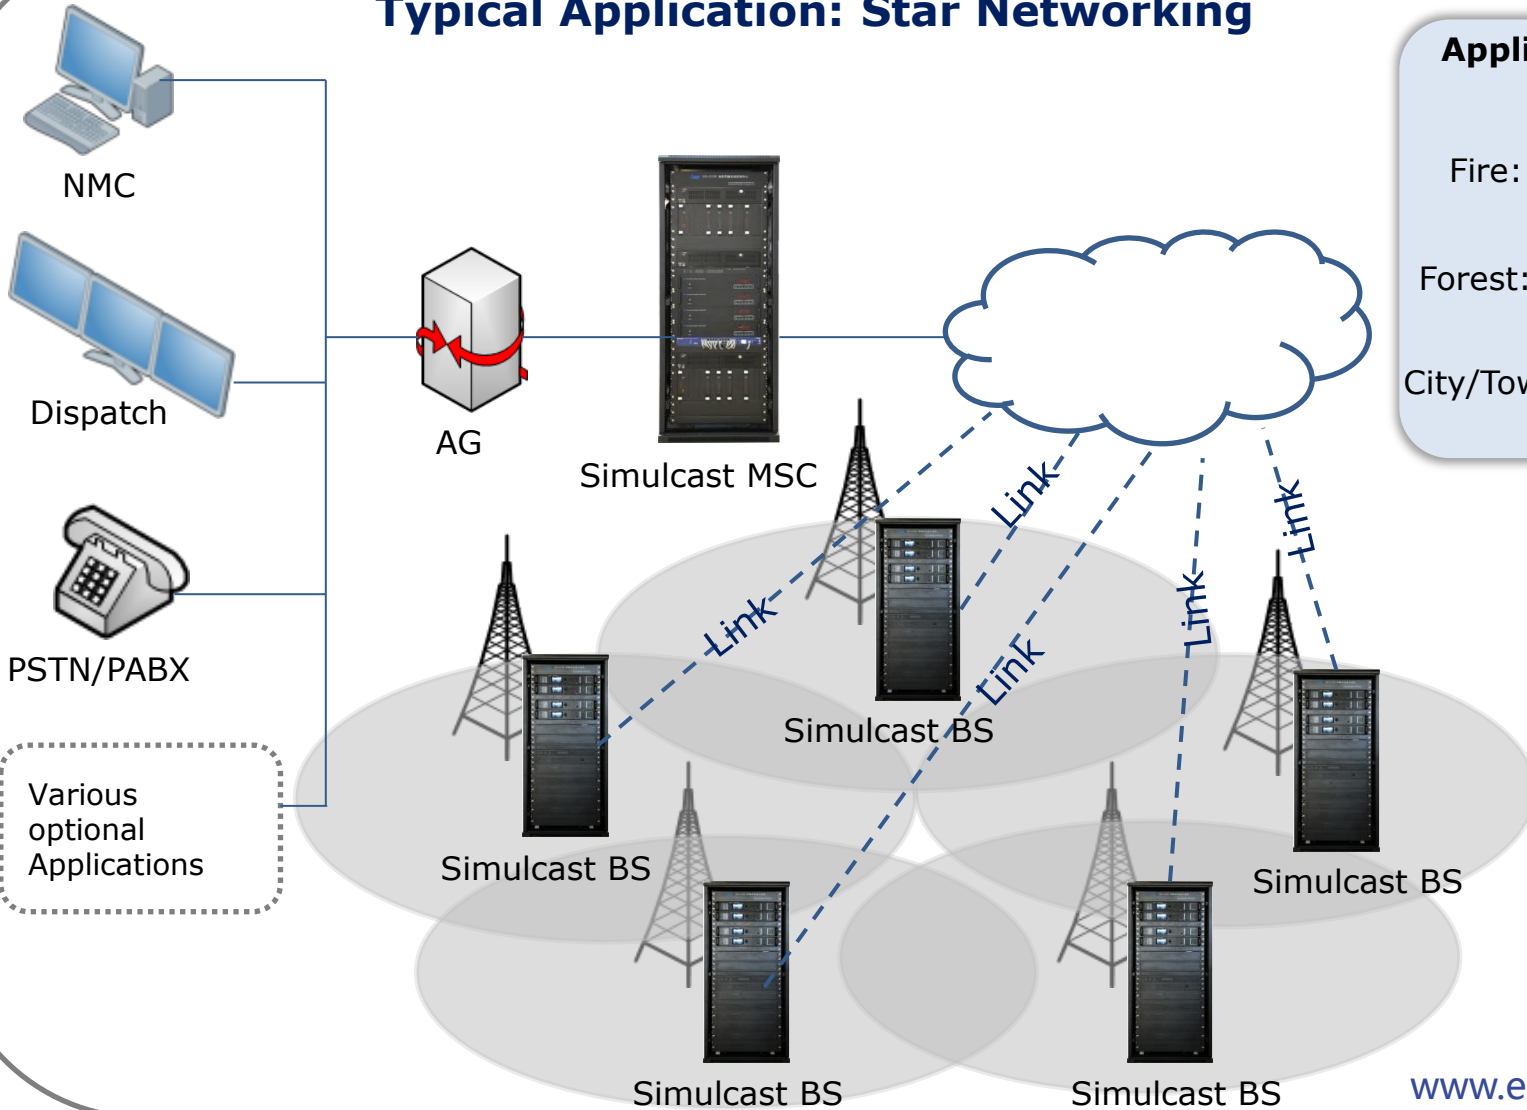 Typical Application: Star Networking
NMC
Dispatch
PSTN/PABX
Various
optional
Applications
AG
Simulcast MSC
Link
Link
Link
Link
Link
Simulcast BS
Simulcast BS
Simulcast BS
Simulcast BS
Simulcast BS
Fire:
Forest:
www.e